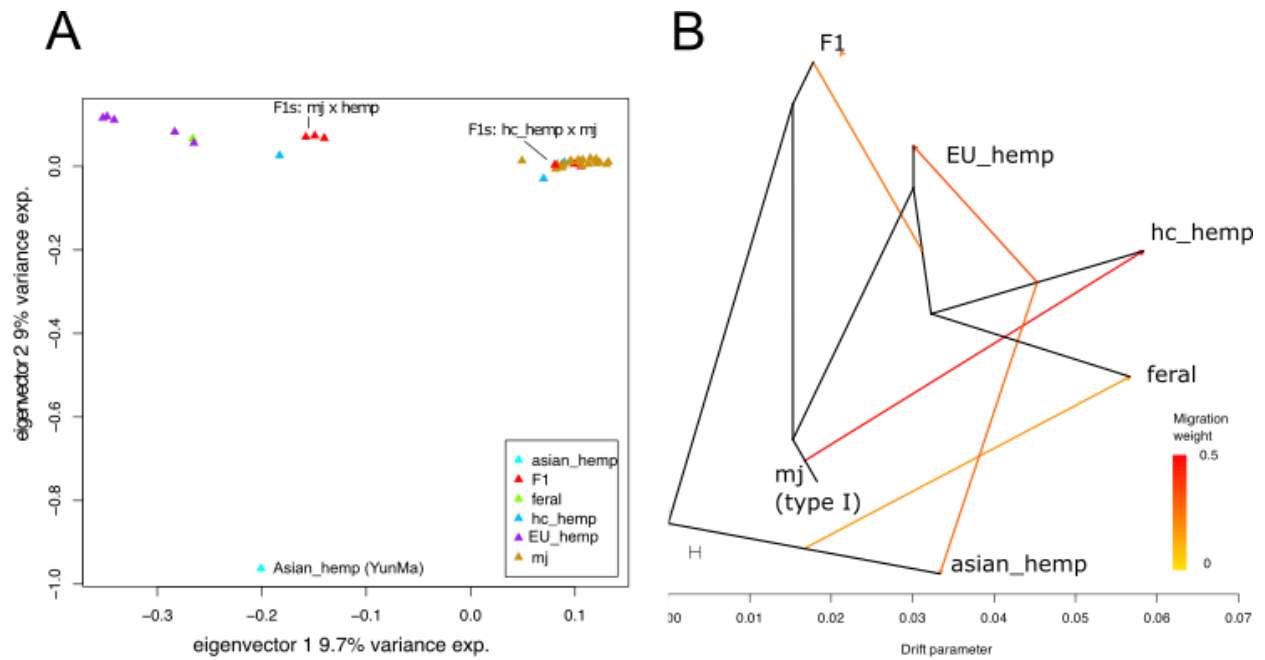 A
F1s: mj x hemp
F1s: hc_hemp x mj
0.0
−0.2
−0.4
−0.6
−0.8
−1.0
eigenvector2 9% variance exp.
asian_hemp
F1
feral
hc_hemp
EU_hemp
mj
Asian_hemp (YunMa)
−0.3
−0.2
−0.1
0.0
0.1
eigenvector 1 9.7% variance exp.
B
F1
EU_hemp
hc_hemp
feral
Migration
weight
0.5
0
mj
(type I)
asian_hemp
00
0.01
0.02
0.03
0.04
0.05
0.06
0.07
Drift parameter